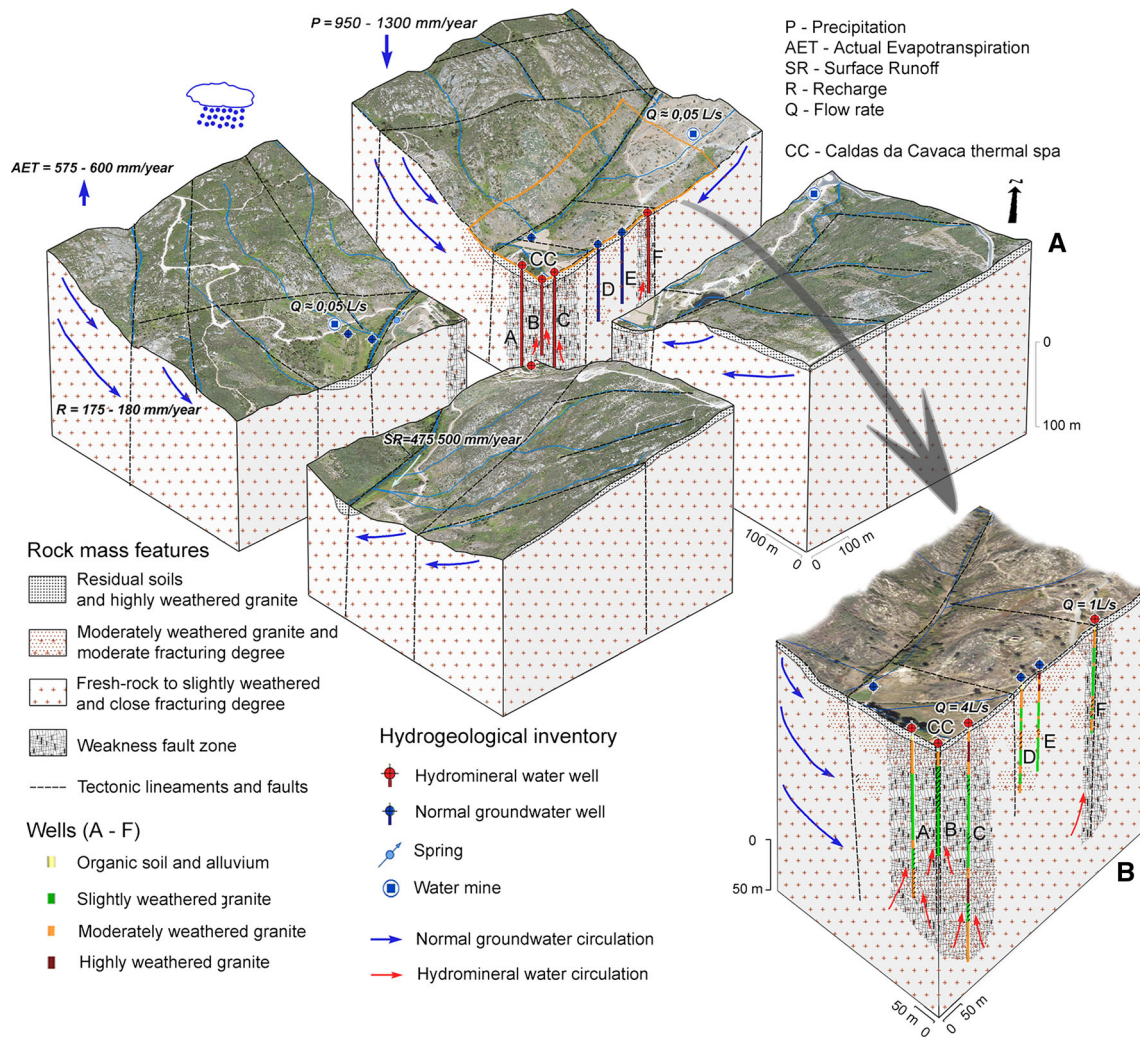 P = 950 - 1300 mm/year
P - Precipitation
AET - Actual Evapotranspiration
SR - Surface Runoff
R - Recharge
Q - Flow rate
CC - Caldas da Cavaca thermal spa
N
A
AET = 575 - 600 mm/year
Q ≈ 0,05 L/s
CC
D
E
F
A
B
C
Q ≈ 0,05 L/s
R = 175 - 180 mm/year
SR=475 500 mm/year
0
100 m
100 m
0
0
100 m
Rock mass features
Residual soils
and highly weathered granite
Moderately weathered granite and
moderate fracturing degree
Fresh-rock to slightly weathered
and close fracturing degree
Weakness fault zone
Tectonic lineaments and faults
Wells (A - F)
Organic soil and alluvium
Slightly weathered granite
Moderately weathered granite
Highly weathered granite
Hydrogeological inventory
Hydromineral water well
Normal groundwater well
Spring
Water mine
Normal groundwater circulation
Hydromineral water circulation
Q = 1L/s
Q = 4L/s
CC
A
B
C
D
E
F
B
0
50 m
50 m
0
0
50 m